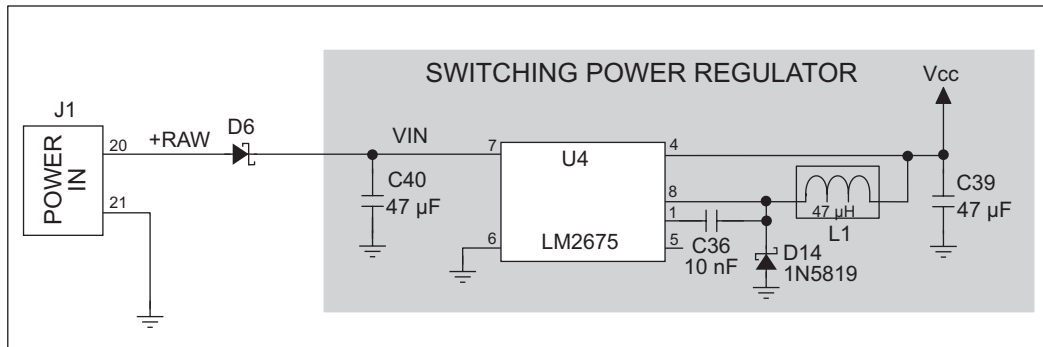 SWITCHING POWER REGULATOR
Vcc
J1
POWER
IN
20
21
+RAW
D6
VIN
C40
47 µF
7
6
U4
LM2675
4
8
1
5
C36
10 nF
47 µH
L1
D14
1N5819
C39
47 µF